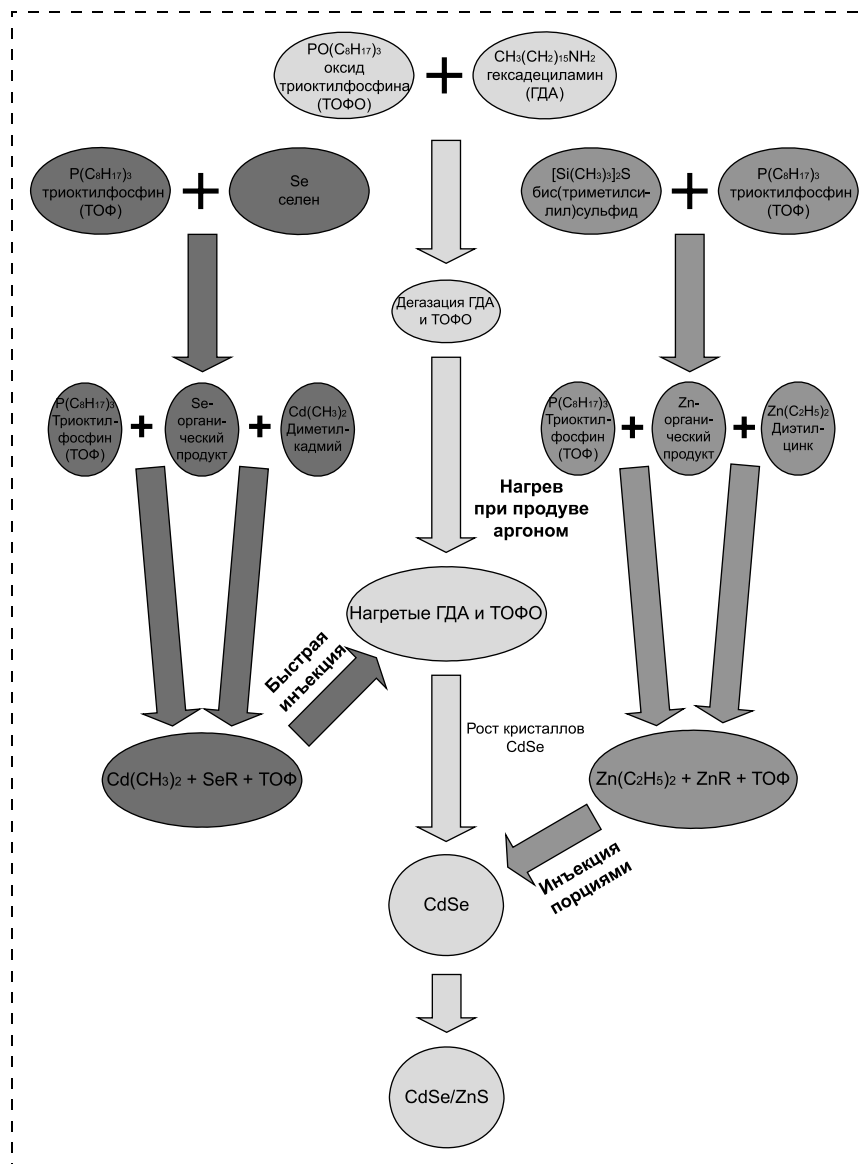 PO(C₈H₁₇)₃
оксид
триоктилфосфина
(ТОФО)
+
CH₃(CH₂)₁₅NH₂
гексадециламин
(ГДА)
P(C₈H₁₇)₃
триоктилфосфин
(ТОФ)
+
Se
селен
[Si(CH₃)₃]₂S
бис(триметилси-
лил)сульфид
+
P(C₈H₁₇)₃
триоктилфосфин
(ТОФ)
Дегазация ГДА
и ТОФО
P(C₈H₁₇)₃
Триоктил-
фосфин
(ТОФ)
+
Se-
органи-
ческий
продукт
+
Cd(CH₃)₂
Диметил-
кадмий
P(C₈H₁₇)₃
Триоктил-
фосфин
(ТОФ)
+
Zn-
органи-
ческий
продукт
+
Zn(C₂H₅)₂
Диэтил-
цинк
Нагрев
при продуве
аргоном
Нагретые ГДА и ТОФО
Быстрая
инъекция
Рост кристаллов
CdSe
Cd(CH₃)₂ + SeR + ТОФ
Zn(C₂H₅)₂ + ZnR + ТОФ
Инъекция
порциями
CdSe
CdSe/ZnS